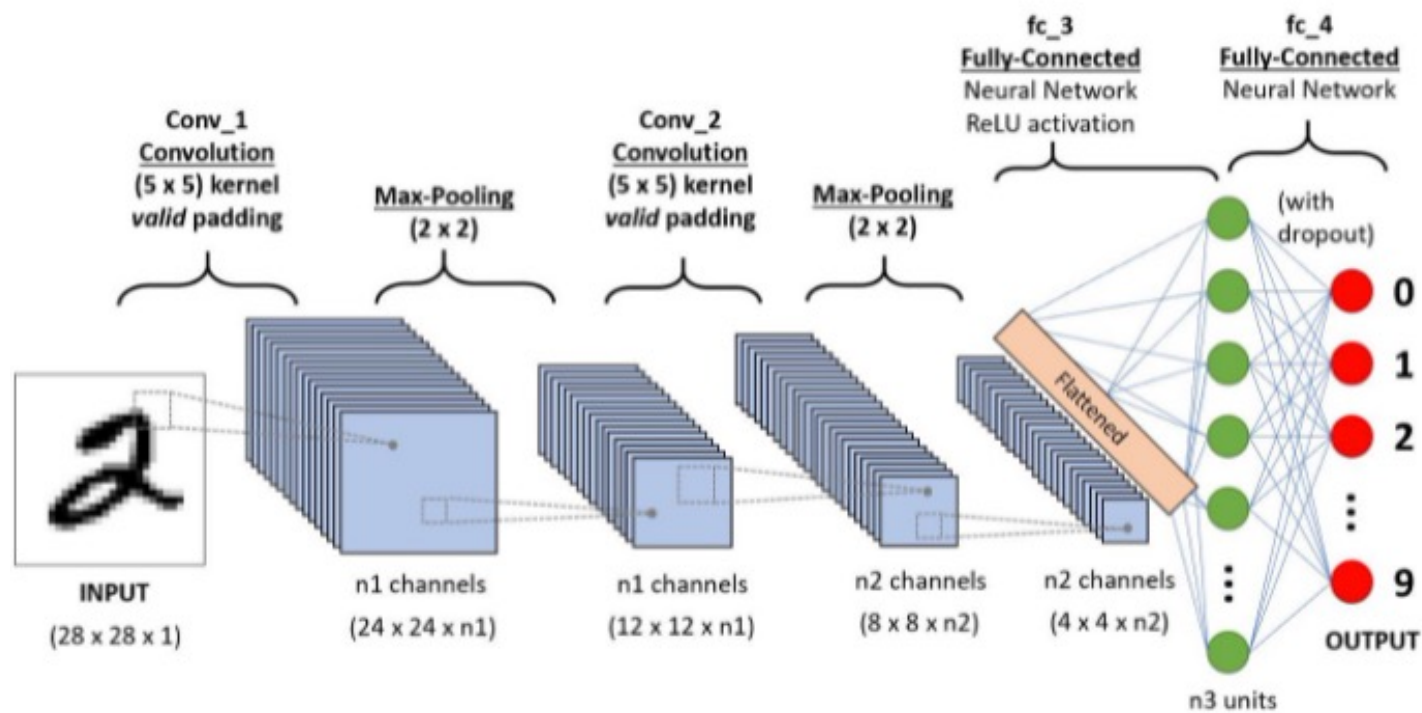 fc_3
Fully-Connected
Neural Network
ReLU activation
fc_4
Fully-Connected
Neural Network
Conv_1
Convolution
(5 x 5) kernel
valid padding
Max-Pooling
(2 x 2)
Conv_2
Convolution
(5 x 5) kernel
valid padding
Max-Pooling
(2 x 2)
(with
dropout)
Flattened
0
1
2
9
INPUT
(28 x 28 x 1)
n1 channels
(24 x 24 x n1)
n1 channels
(12 x 12 x n1)
n2 channels
(8 x 8 x n2)
n2 channels
(4 x 4 x n2)
n3 units
OUTPUT